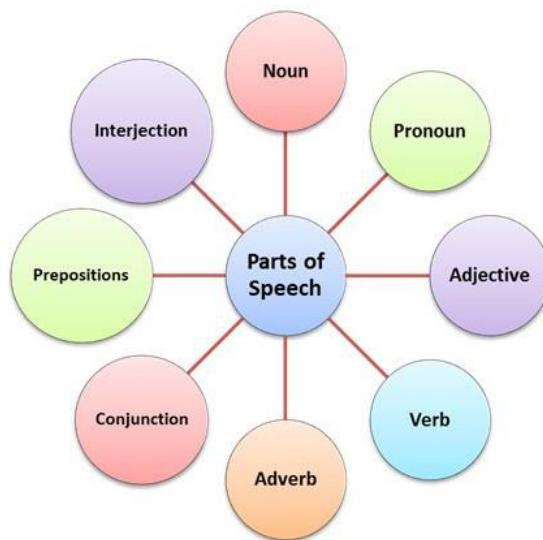 Noun
Pronoun
Adjective
Verb
Adverb
Conjunction
Prepositions
Interjection
Parts of
Speech